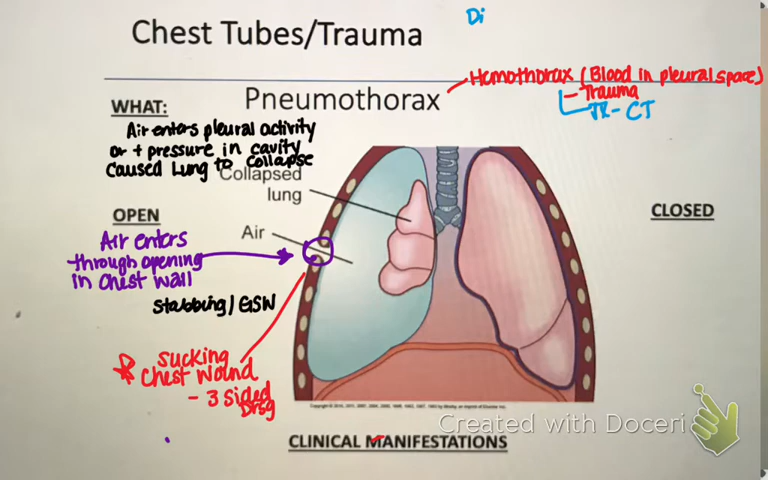 Di
Chest Tubes/Trauma
Hemothorax (Blood in pleural space)
- Trauma
TX - CT
WHAT:
Pneumothorax
Air enters pleural activity
or + pressure in cavity
Caused Lung to Collapse
Collapsed
lung
OPEN
CLOSED
Air
Air enters
through opening
in Chest wall
Stabbing/GSW
Sucking
Chest Wound
- 3 Sided
Drsg
CLINICAL MANIFESTATIONS
Created with Doceri